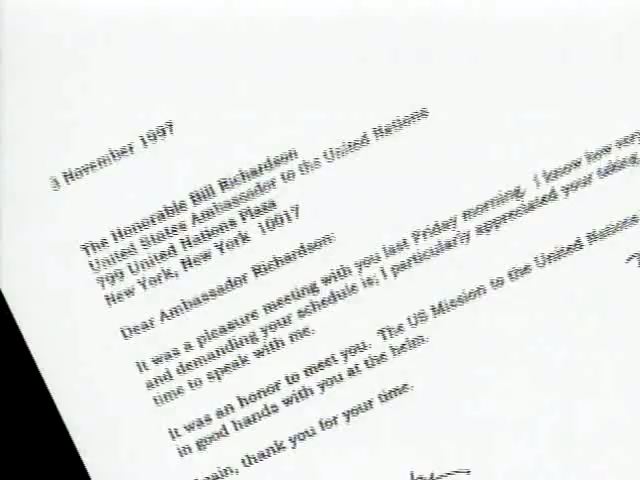 3 November 1997
The Honorable Bill Richardson
United States Ambassador to the United Nations
799 United Nations Plaza
New York, New York 10017
Dear Ambassador Richardson:
It was a pleasure meeting with you last Friday morning. I know how very
and demanding your schedule is; I particularly appreciated your taking
time to speak with me.
It was an honor to meet you. The US Mission to the United Nations
in good hands with you at the helm.
thank you for your time.